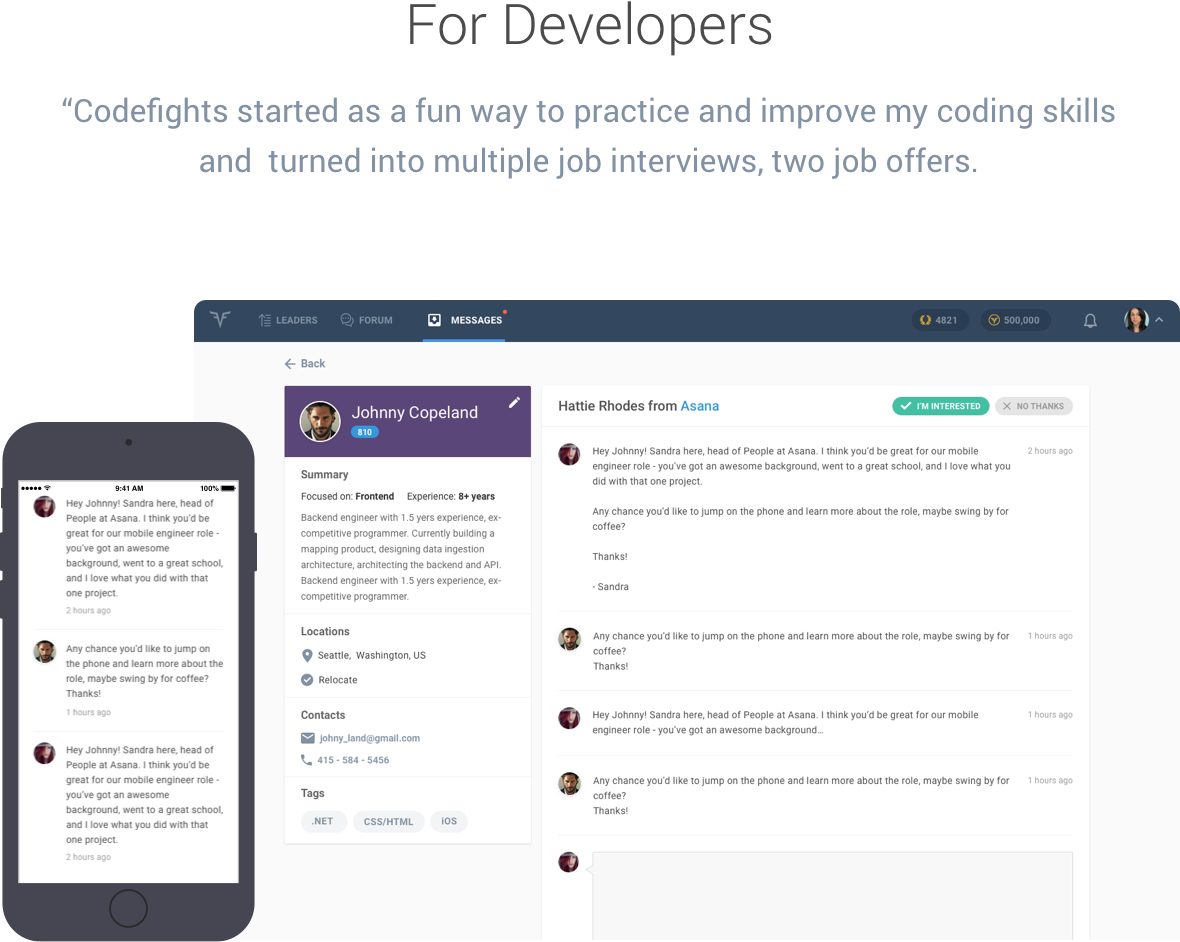 For Developers
“Codefights started as a fun way to practice and improve my coding skills
and  turned into multiple job interviews, two job offers.
LEADERS
FORUM
MESSAGES
4821
500,000
Back
Johnny Copeland
810
Summary
Focused on: Frontend
Experience: 8+ years
Backend engineer with 1.5 yers experience, ex-
competitive programmer. Currently building a
mapping product, designing data ingestion
architecture, architecting the backend and API.
Backend engineer with 1.5 yers experience, ex-
competitive programmer.
Locations
Seattle,  Washington, US
Relocate
Contacts
johny_land@gmail.com
415 - 584 - 5456
Tags
.NET
CSS/HTML
iOS
Hattie Rhodes from Asana
I'M INTERESTED
NO THANKS
Hey Johnny! Sandra here, head of People at Asana. I think you’d be great for our mobile
engineer role - you’ve got an awesome background, went to a great school, and I love what you
did with that one project.
2 hours ago
Any chance you’d like to jump on the phone and learn more about the role, maybe swing by for
coffee?
Thanks!
- Sandra
Any chance you’d like to jump on the phone and learn more about the role, maybe swing by for
coffee?
Thanks!
1 hours ago
Hey Johnny! Sandra here, head of People at Asana. I think you’d be great for our mobile
engineer role - you’ve got an awesome background…
1 hours ago
Any chance you’d like to jump on the phone and learn more about the role, maybe swing by for
coffee?
Thanks!
1 hours ago
9:41 AM
100%
Hey Johnny! Sandra here, head of
People at Asana. I think you’d be
great for our mobile engineer role -
you’ve got an awesome
background, went to a great school,
and I love what you did with that
one project.
2 hours ago
Any chance you’d like to jump on
the phone and learn more about the
role, maybe swing by for coffee?
Thanks!
1 hours ago
Hey Johnny! Sandra here, head of
People at Asana. I think you’d be
great for our mobile engineer role -
you’ve got an awesome
background, went to a great school,
and I love what you did with that
one project.
2 hours ago